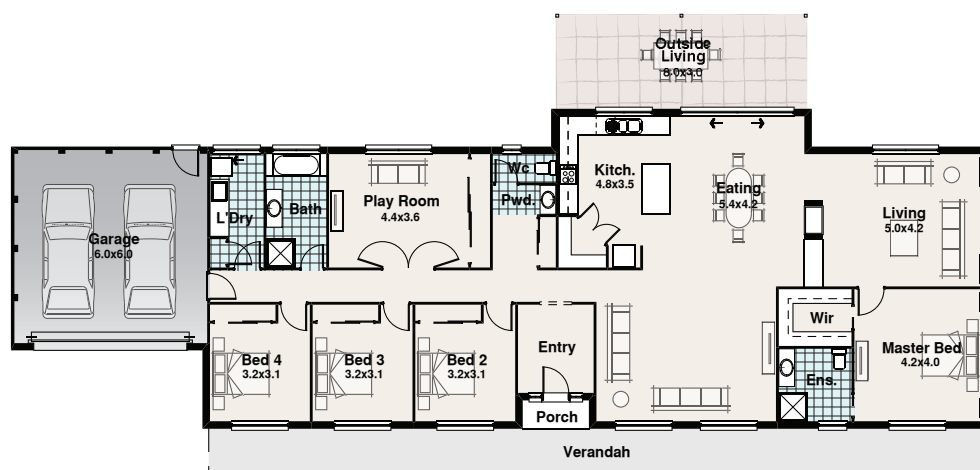 Outside
Living
8.0x3.0
Wc
Kitch.
4.8x3.5
Pwd.
Eating
5.4x4.2
Play Room
4.4x3.6
Bath
L'Dry
Living
5.0x4.2
Garage
6.0x6.0
Wir
Entry
Master Bed
4.2x4.0
Bed 4
3.2x3.1
Bed 3
3.2x3.1
Bed 2
3.2x3.1
Ens.
Porch
Verandah